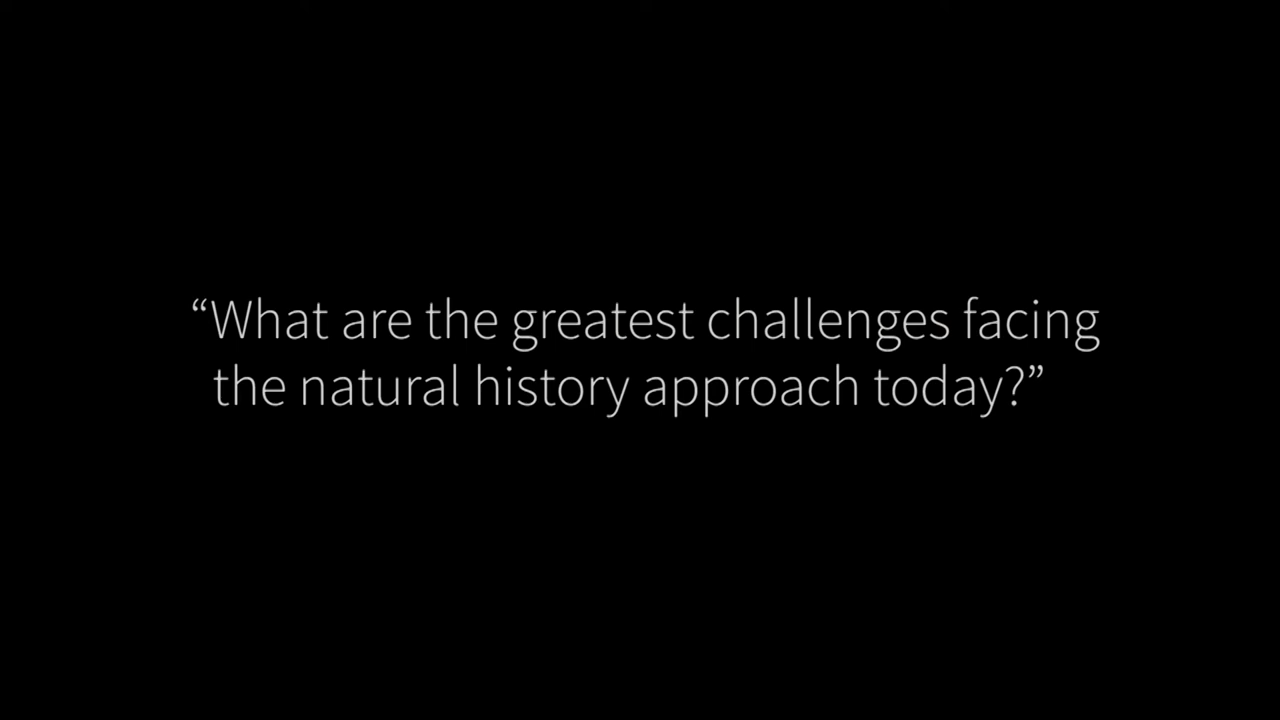 “What are the greatest challenges facing
the natural history approach today?”